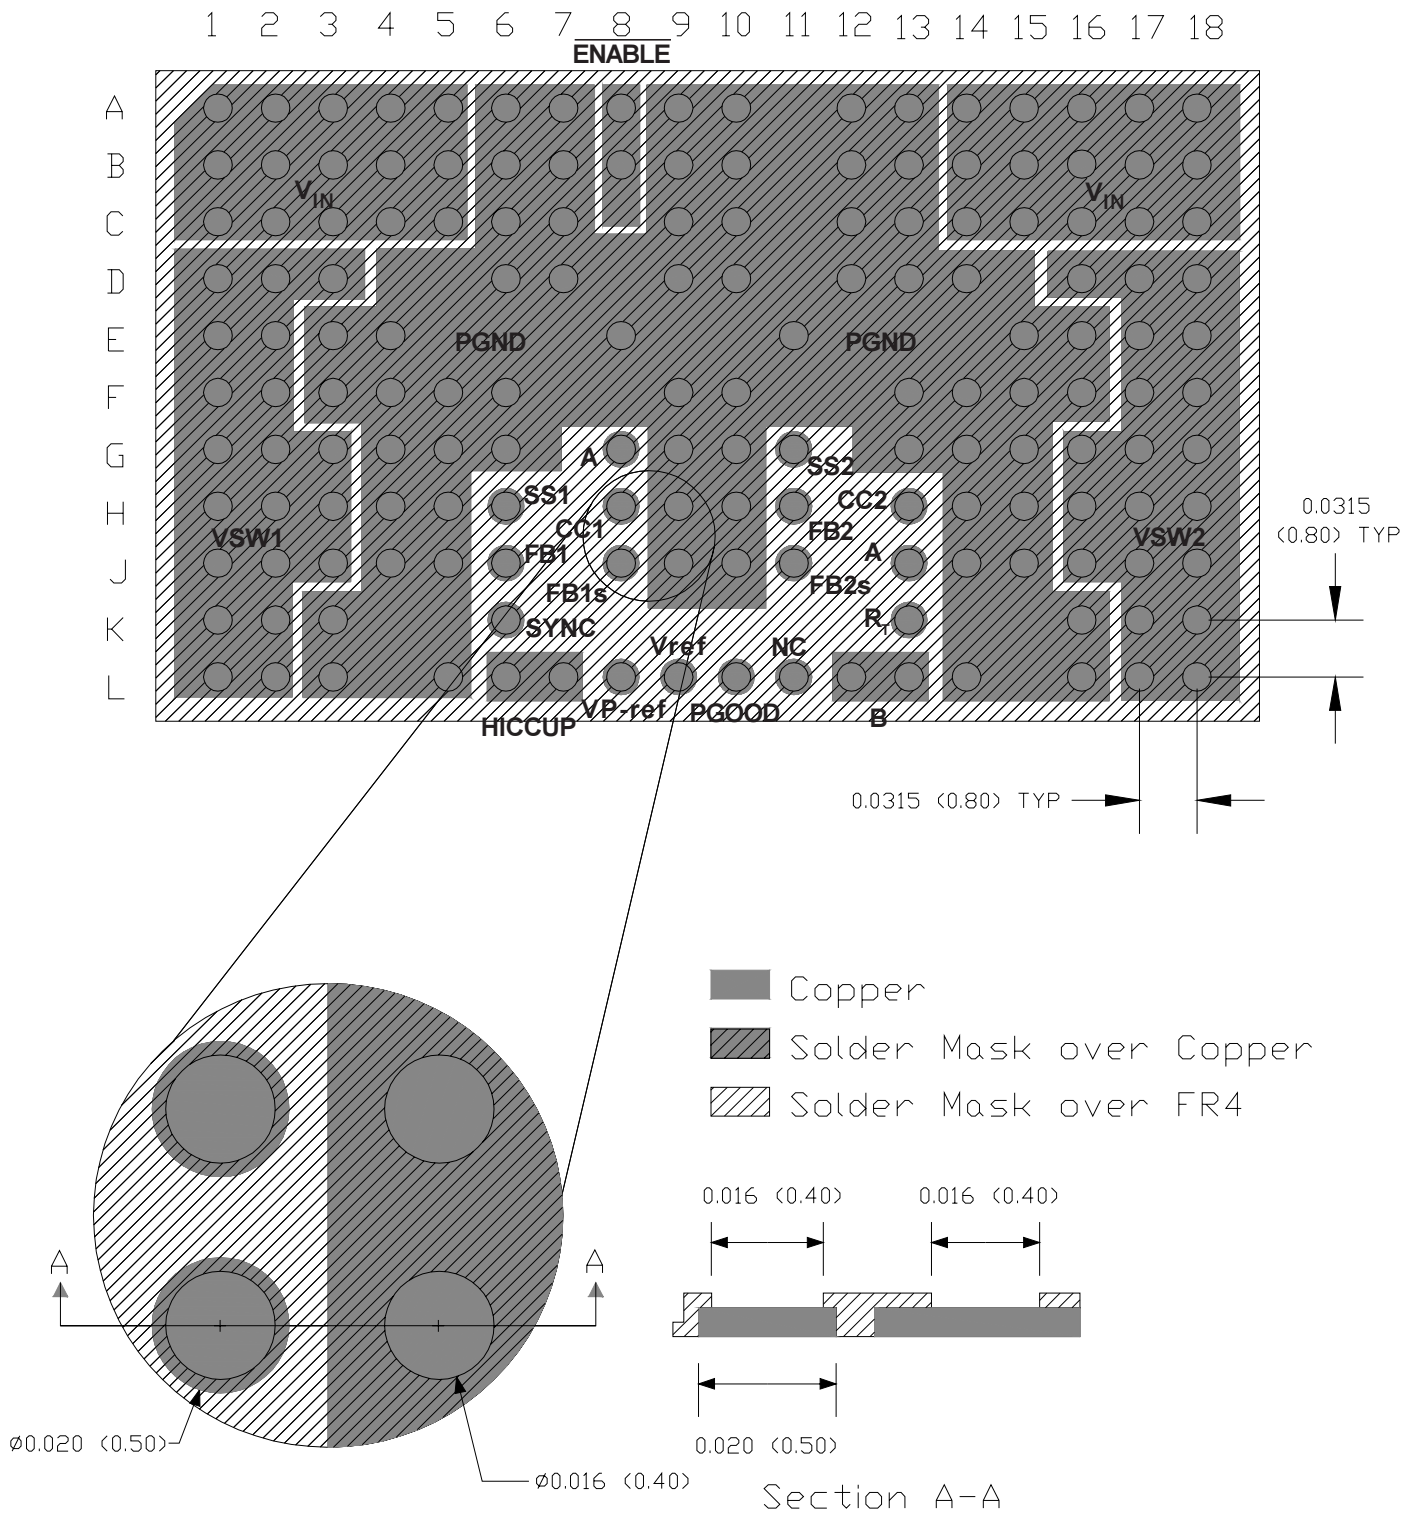 1 2 3 4 5 6 7 8 9 10 11 12 13 14 15 16 17 18
ENABLE
A
B
VIN VIN
C
D
E PGND PGND
F
G A SS2
SS1 CC2
H CC1 FB2
VSW1 VSW2
FB1 A
J FB1s FB2s
K SYNC RT
Vref NC
L
HICCUP VP-ref PGOOD B
0.0315
(0.80) TYP
0.0315 (0.80) TYP
Copper
Solder Mask over Copper
Solder Mask over FR4
0.016 (0.40) 0.016 (0.40)
A A
ø0.020 (0.50)
0.020 (0.50)
ø0.016 (0.40)
Section A-A